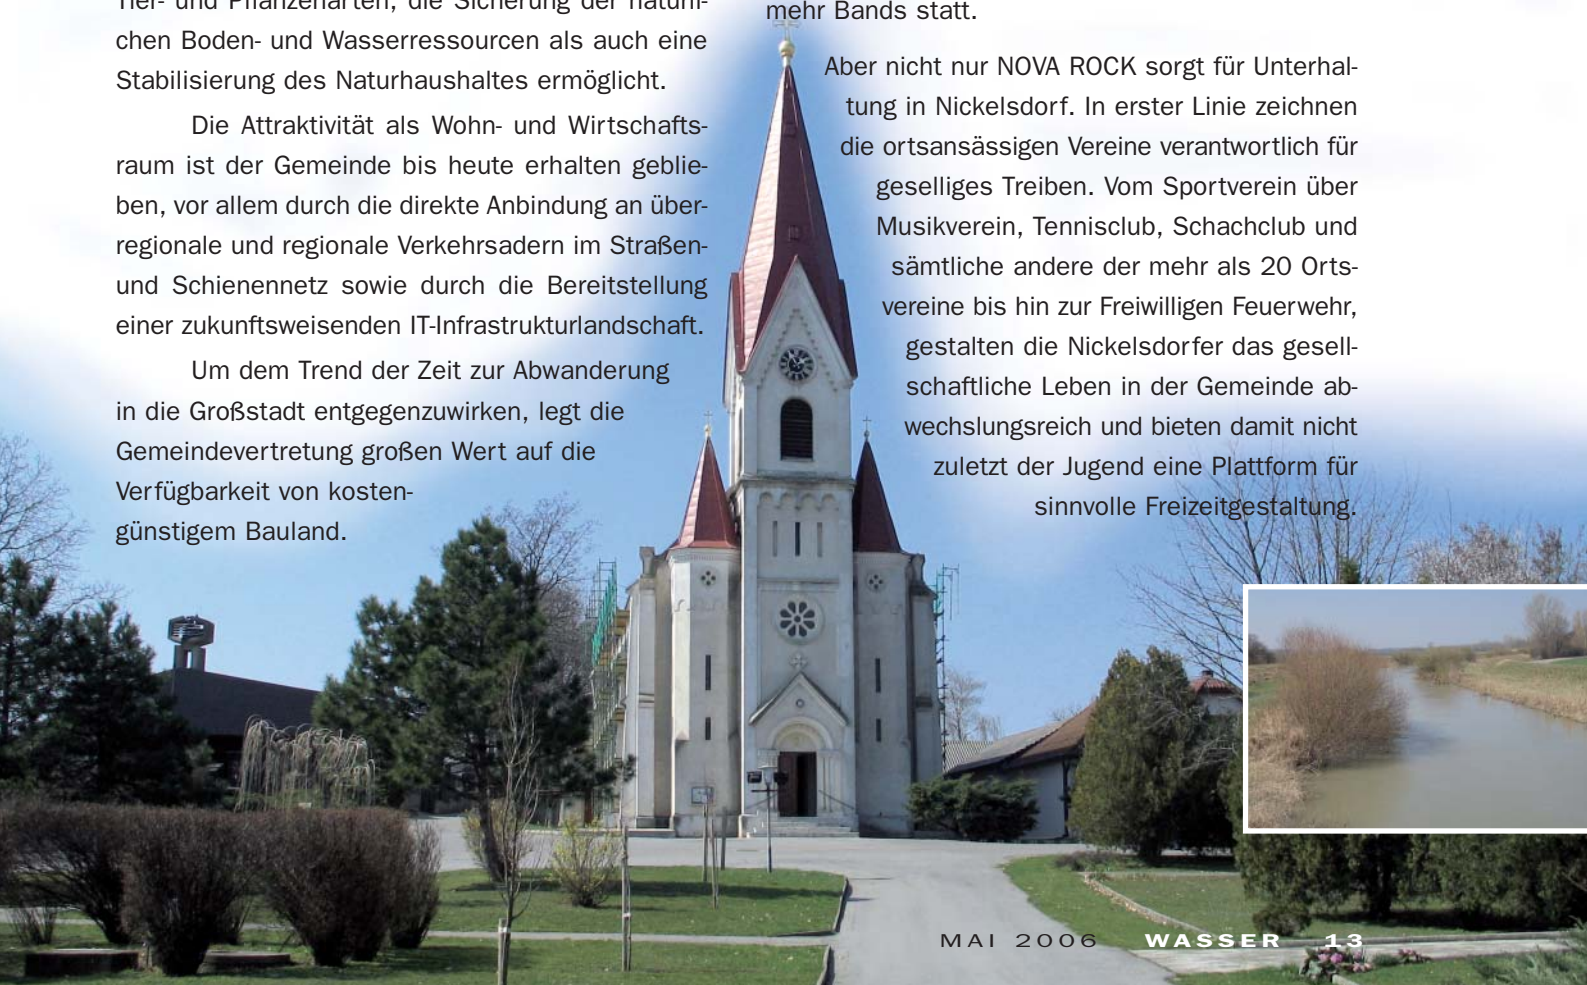 Tier- und Pflanzenarten, die Sicherung der natürli-
chen Boden- und Wasserressourcen als auch eine
Stabilisierung des Naturhaushaltes ermöglicht.
Die Attraktivität als Wohn- und Wirtschafts-
raum ist der Gemeinde bis heute erhalten geblie-
ben, vor allem durch die direkte Anbindung an über-
regionale und regionale Verkehrsadern im Straßen-
und Schienennetz sowie durch die Bereitstellung
einer zukunftsweisenden IT-Infrastrukturlandschaft.
Um dem Trend der Zeit zur Abwanderung
in die Großstadt entgegenzuwirken, legt die
Gemeindevertretung großen Wert auf die
Verfügbarkeit von kosten-
günstigem Bauland.
mehr Bands statt.
Aber nicht nur NOVA ROCK sorgt für Unterhal-
tung in Nickelsdorf. In erster Linie zeichnen
die ortsansässigen Vereine verantwortlich für
geselliges Treiben. Vom Sportverein über
Musikverein, Tennisclub, Schachclub und
sämtliche andere der mehr als 20 Orts-
vereine bis hin zur Freiwilligen Feuerwehr,
gestalten die Nickelsdorfer das gesell-
schaftliche Leben in der Gemeinde ab-
wechslungsreich und bieten damit nicht
zuletzt der Jugend eine Plattform für
sinnvolle Freizeitgestaltung.
MAI 2006 WASSER 13